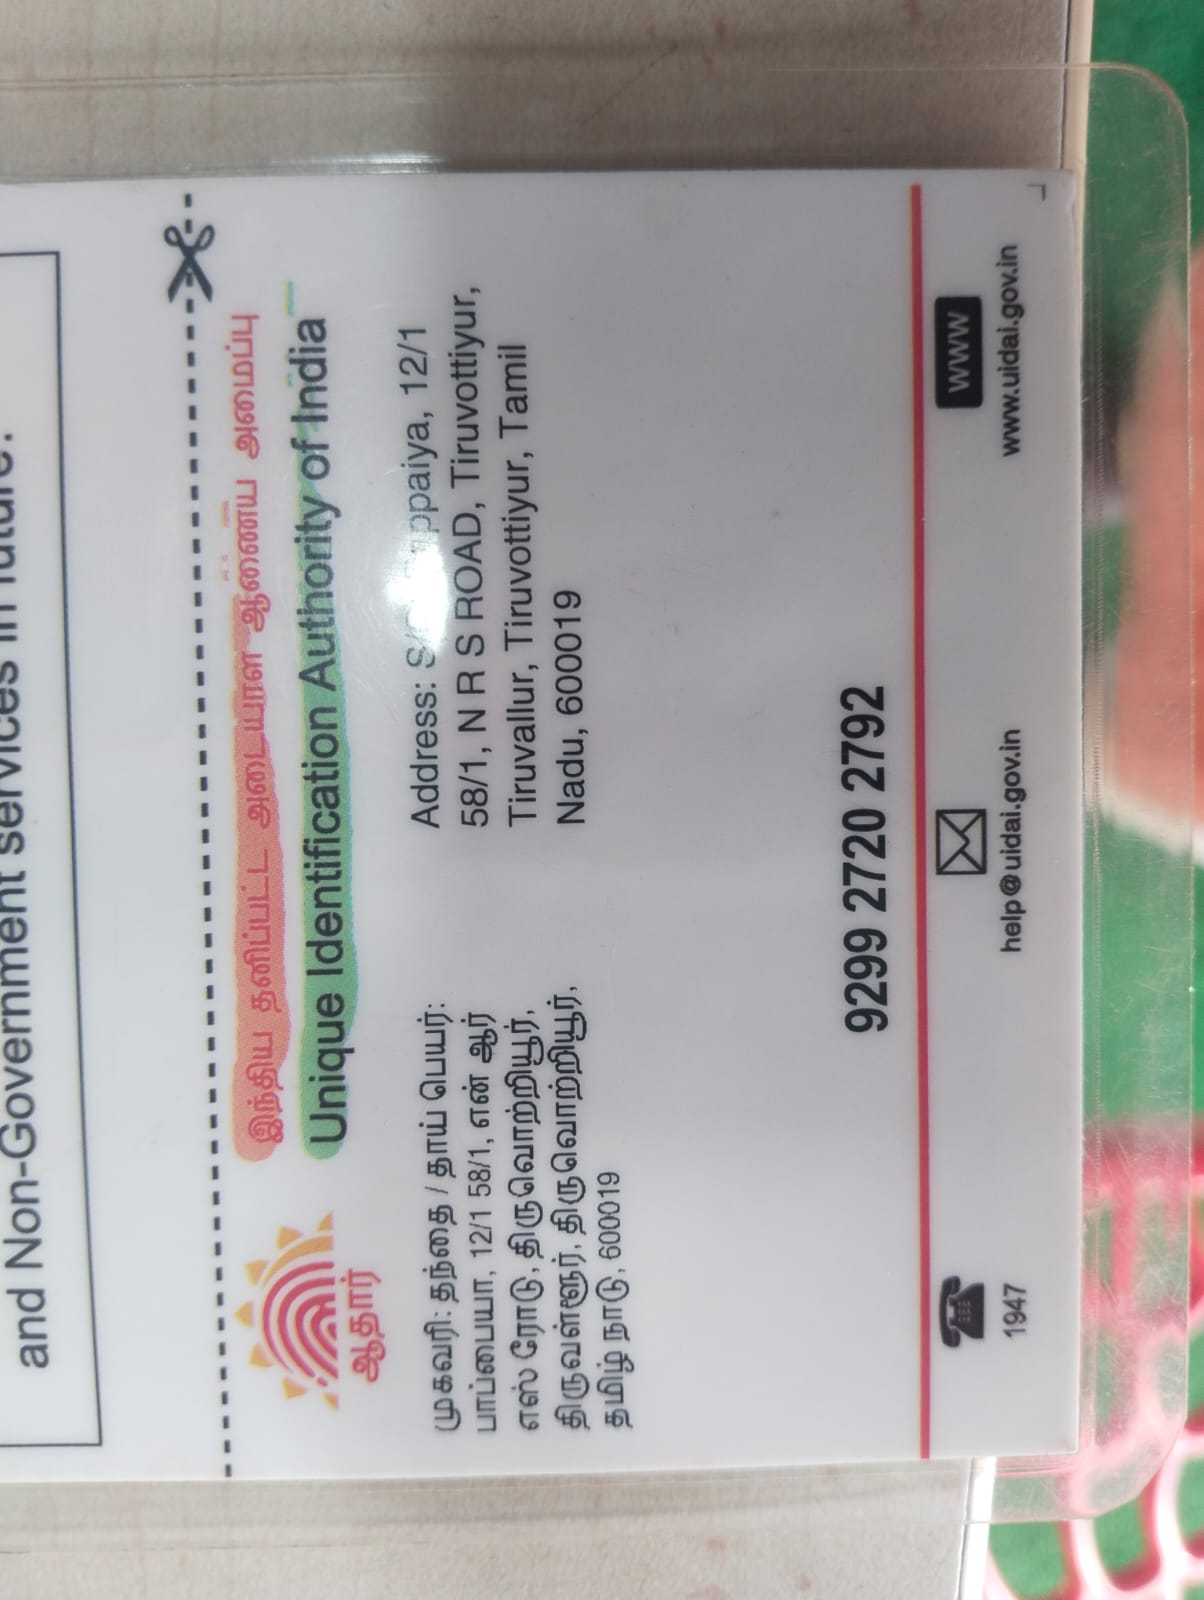 and Non-Government services in future.
இந்திய தனிப்பட்ட அடையாள ஆணைய அமைப்பு
Unique Identification Authority of India
ஆதார்
முகவரி: தந்தை / தாய் பெயர்:
பாப்பையா, 12/1 58/1, என் ஆர்
எஸ் ரோடு, திருவொற்றியூர்,
திருவள்ளூர், திருவொற்றியூர்,
தமிழ் நாடு, 600019
Address: 12/1
58/1, N R S ROAD, Tiruvottiyur,
Tiruvallur, Tiruvottiyur, Tamil
Nadu, 600019
9299 2720 2792
1947
help@uidai.gov.in
WWW
www.uidai.gov.in